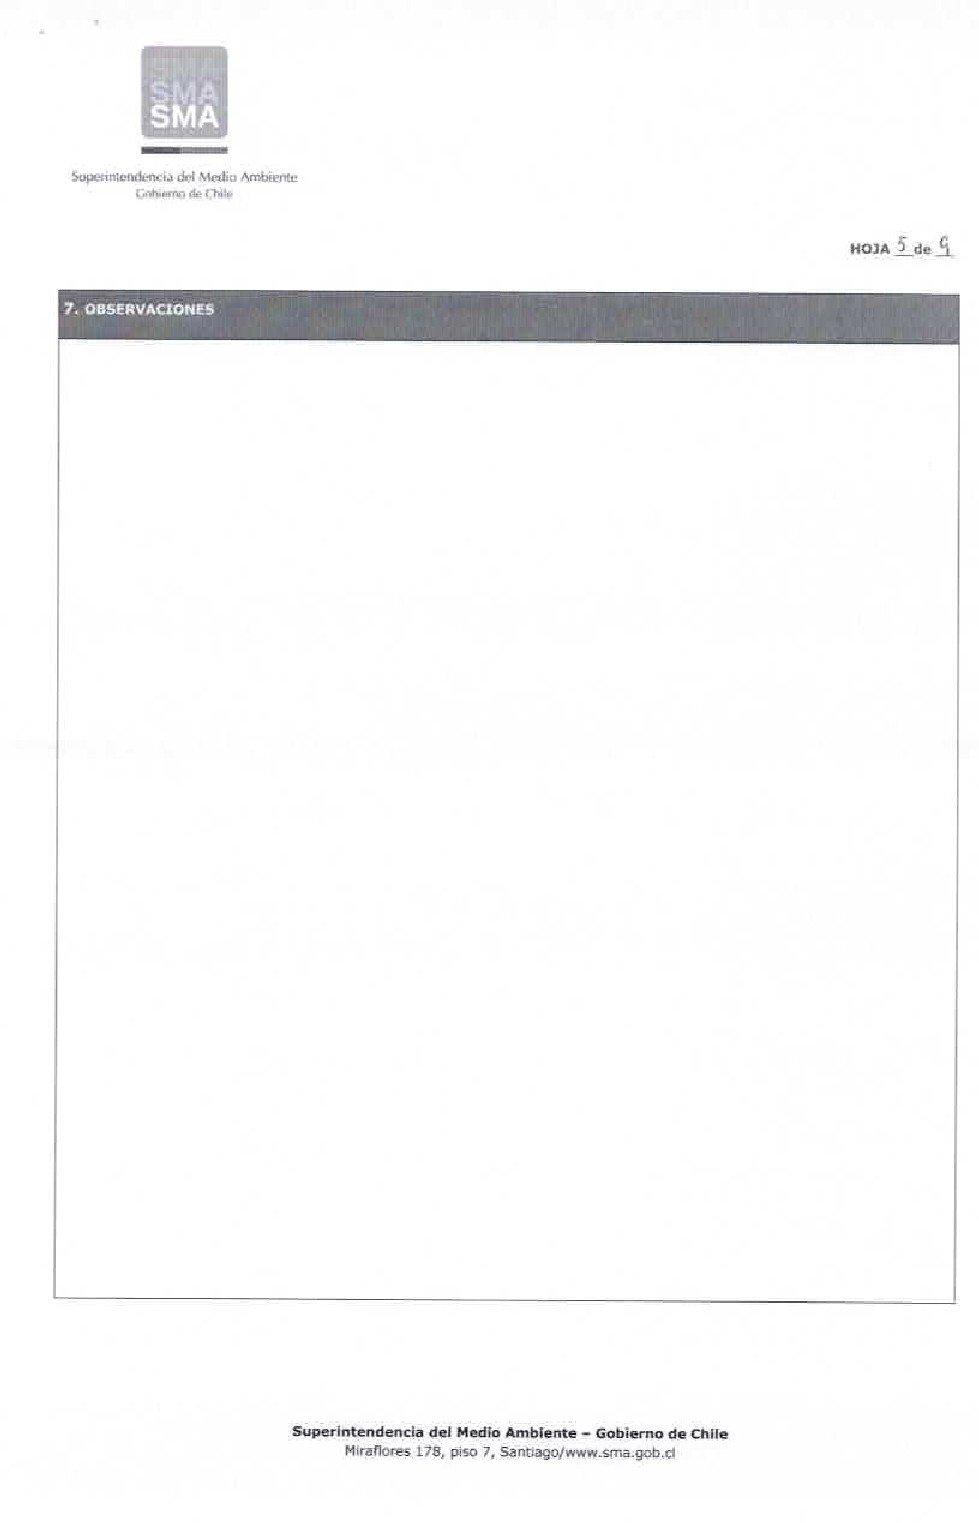 SMA
SMA
SMA
Superintendencia del Medio Ambiente
Gobierno de Chile
HOJA 5 de 9
7. OBSERVACIONES
Superintendencia del Medio Ambiente – Gobierno de Chile
Miraflores 178, piso 7, Santiago/www.sma.gob.cl